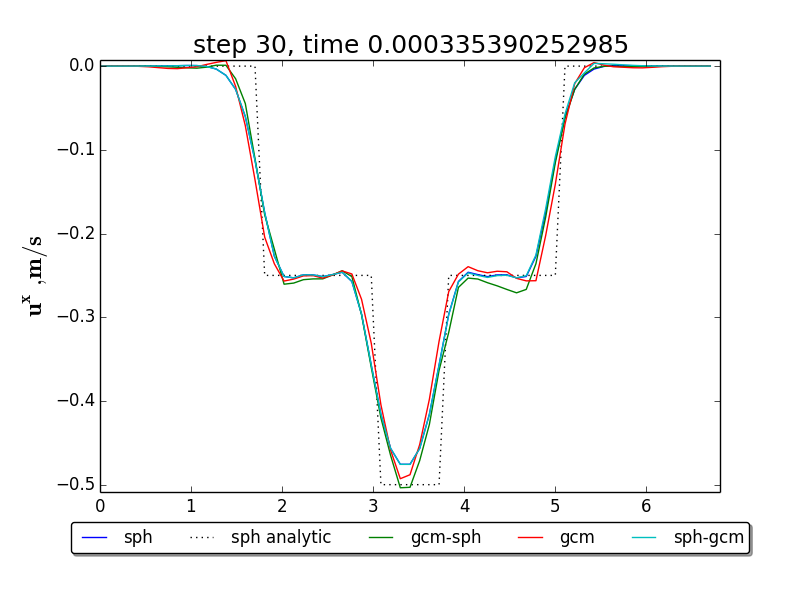 step 30, time 0.000335390252985
0.0
−0.1
−0.2
−0.3
−0.4
−0.5
u^x ,m/s
0 1 2 3 4 5 6
sph sph analytic gcm-sph gcm sph-gcm